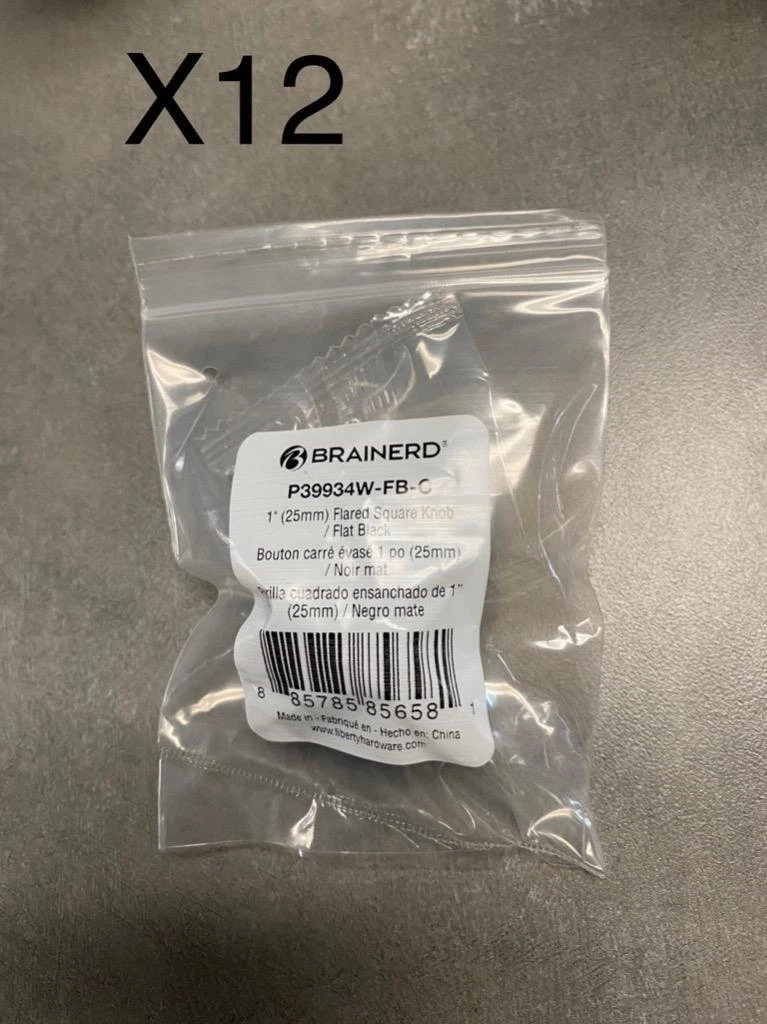 X12
BRAINERD
P39934W-FB-C
1" (25mm) Flared Square Knob
/ Flat Black
Bouton carré évasé 1 po (25mm)
/ Noir mat
cuadrado ensanchado de 1"
(25mm) / Negro mate
8 85785 85658 1
Made in - Fabriqué en - Hecho en: China
www.libertyhardware.com